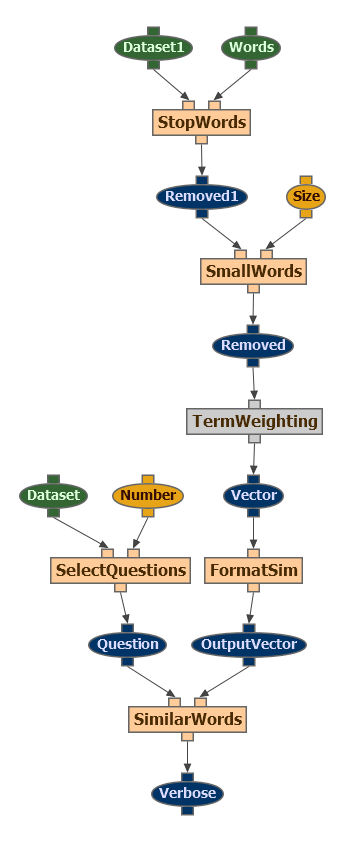 Dataset1 Words
StopWords
Removed1 Size
SmallWords
Removed
TermWeighting
Dataset Number Vector
SelectQuestions FormatSim
Question OutputVector
SimilarWords
Verbose